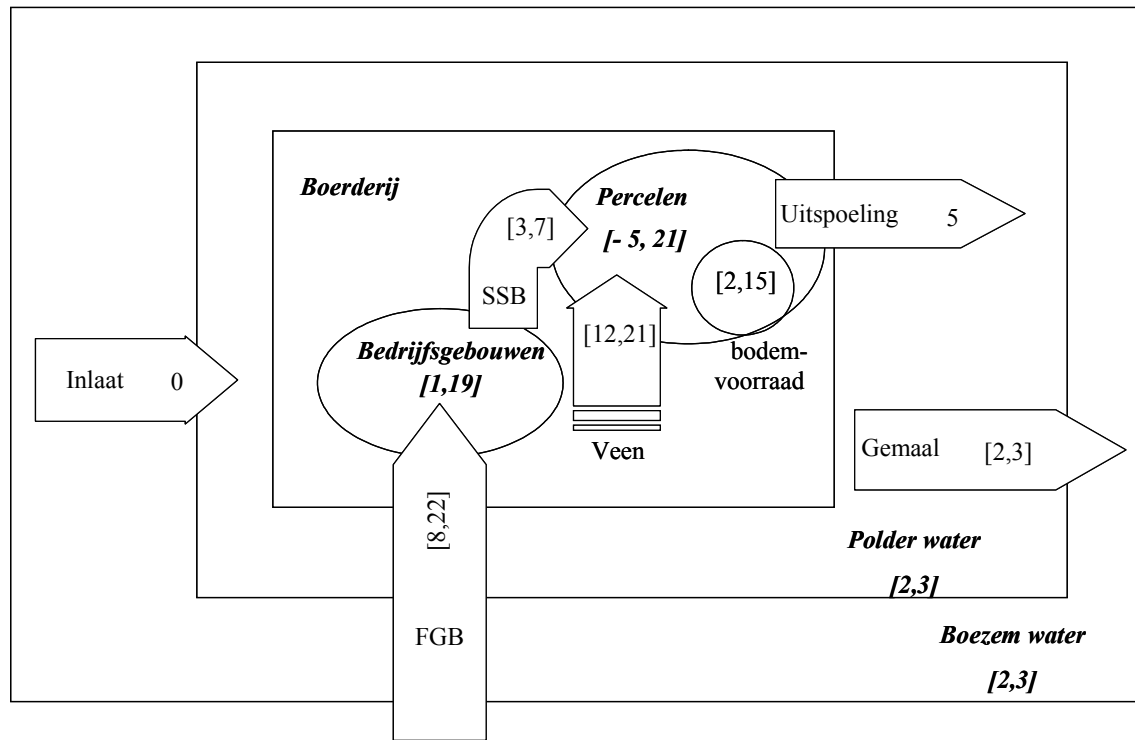 Boerderij
Percelen
[- 5, 21]
Uitspoeling 5
[3,7]
SSB
[2,15]
[12,21]
bodem-
voorraad
Bedrijfsgebouwen
[1,19]
Inlaat 0
Veen
Gemaal [2,3]
[8,22]
FGB
Polder water
[2,3]
Boezem water
[2,3]